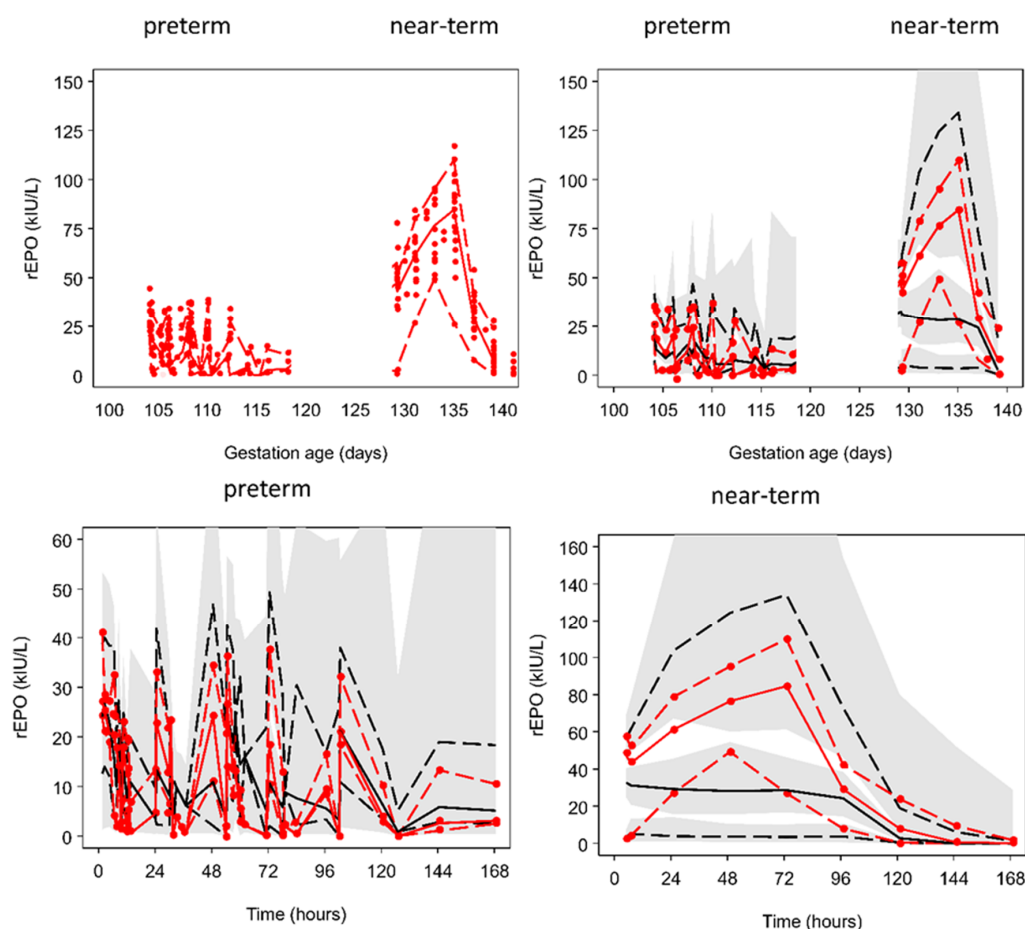 preterm near-term
150
125
100
75
50
25
0
rEPO (kIU/L)
100 105 110 115 120 125 130 135 140
Gestation age (days)
preterm near-term
150
125
100
75
50
25
0
rEPO (kIU/L)
100 105 110 115 120 125 130 135 140
Gestation age (days)
preterm
60
50
40
30
20
10
0
rEPO (kIU/L)
0 24 48 72 96 120 144 168
Time (hours)
near-term
160
140
120
100
80
60
40
20
0
rEPO (kIU/L)
0 24 48 72 96 120 144 168
Time (hours)